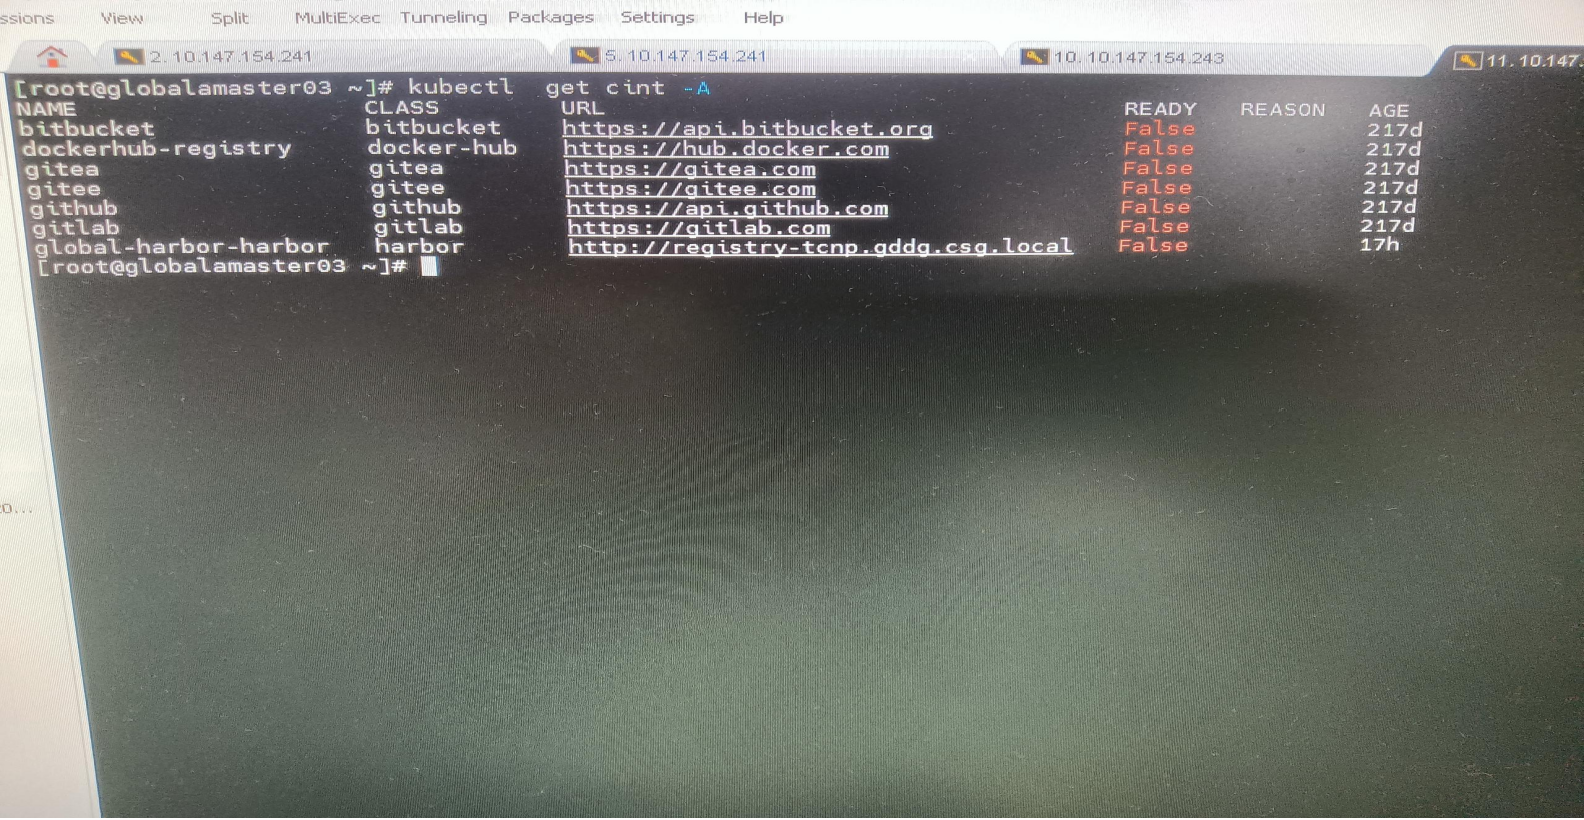 ssions View Split MultiExec Tunneling Packages Settings Help
2. 10.147.154.241 5. 10.147.154.241 10. 10.147.154.243 11. 10.147.
[root@globalamaster03 ~]# kubectl  get cint -A
NAME CLASS URL READY REASON AGE
bitbucket bitbucket https://api.bitbucket.org False 217d
dockerhub-registry docker-hub https://hub.docker.com False 217d
gitea gitea https://gitea.com False 217d
gitee gitee https://gitee.com False 217d
github github https://api.github.com False 217d
gitlab gitlab https://gitlab.com False 217d
global-harbor-harbor harbor http://registry-tcnp.gddg.csg.local False 17h
[root@globalamaster03 ~]#
o...